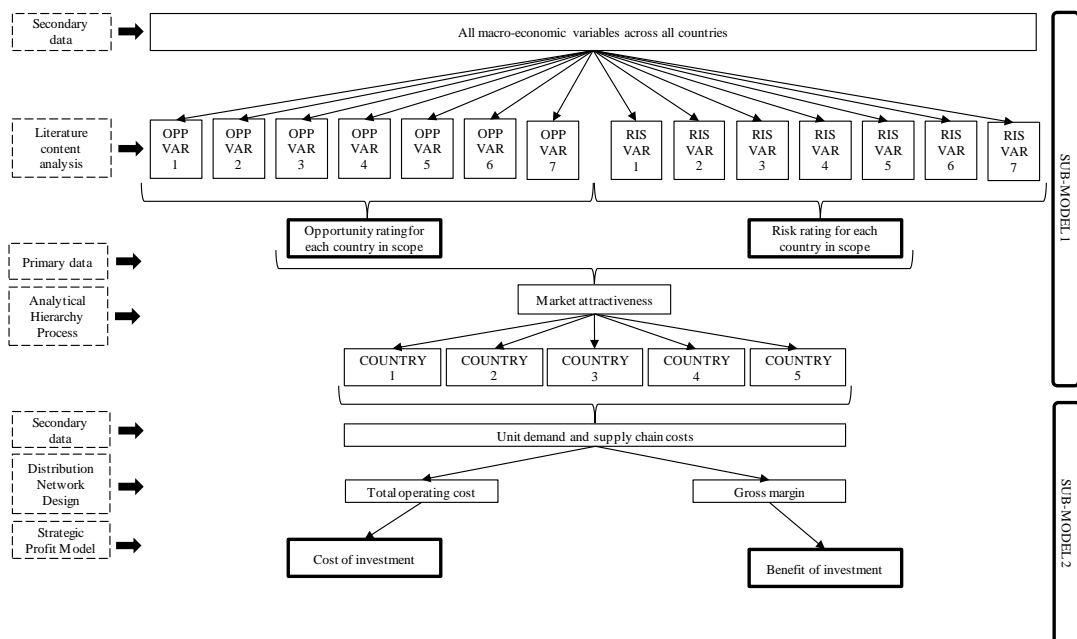 Secondary
data
All macro-economic variables across all countries
Literature
content
analysis
OPP
VAR
1
OPP
VAR
2
OPP
VAR
3
OPP
VAR
4
OPP
VAR
5
OPP
VAR
6
OPP
VAR
7
RIS
VAR
1
RIS
VAR
2
RIS
VAR
3
RIS
VAR
4
RIS
VAR
5
RIS
VAR
6
RIS
VAR
7
SUB-MODEL 1
Opportunity rating for
each country in scope
Risk rating for each
country in scope
Primary data
Analytical
Hierarchy
Process
Market attractiveness
COUNTRY
1
COUNTRY
2
COUNTRY
3
COUNTRY
4
COUNTRY
5
Secondary
data
Unit demand and supply chain costs
Distribution
Network
Design
Total operating cost
Gross margin
SUB-MODEL 2
Strategic
Profit Model
Cost of investment
Benefit of investment